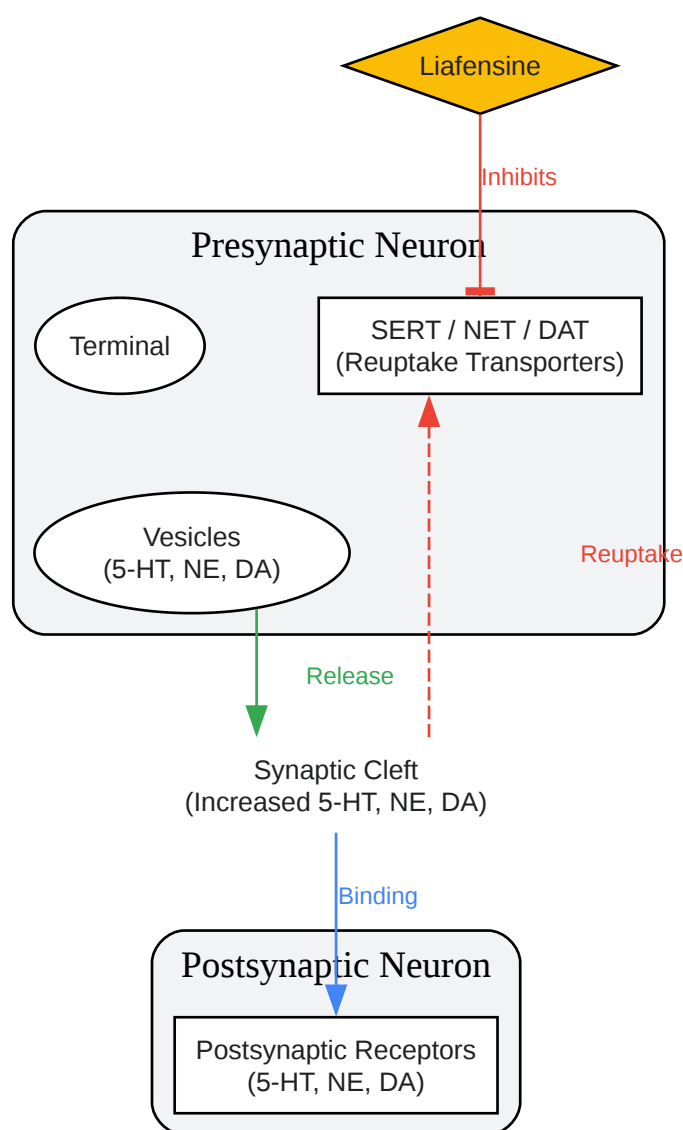 Liafensine
Inhibits
Presynaptic Neuron
Terminal
SERT / NET / DAT
(Reuptake Transporters)
Vesicles
(5-HT, NE, DA)
Reuptake
Release
Synaptic Cleft
(Increased 5-HT, NE, DA)
Binding
Postsynaptic Neuron
Postsynaptic Receptors
(5-HT, NE, DA)